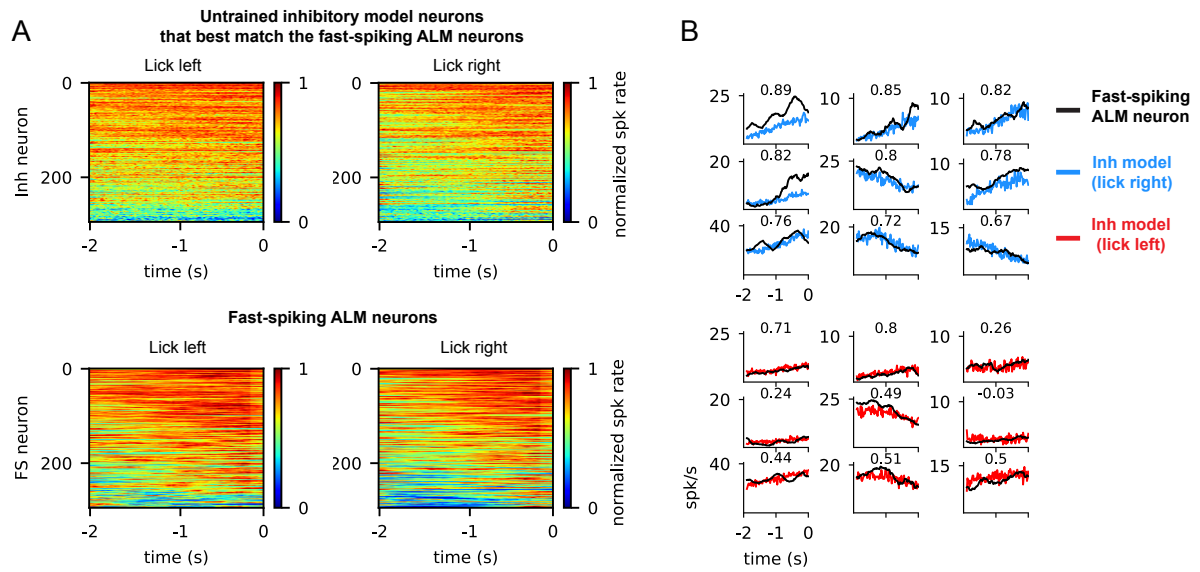 A
Untrained inhibitory model neurons
that best match the fast-spiking ALM neurons
Lick left
Lick right
0
200
Inh neuron
-2
-1
0
time (s)
1
0
-2
-1
0
time (s)
0
200
1
0
normalized spk rate
Fast-spiking ALM neurons
Lick left
Lick right
0
200
FS neuron
-2
-1
0
time (s)
1
0
0
200
-2
-1
0
time (s)
1
0
normalized spk rate
B
25
0.89
10
0.85
10
0.82
20
0.82
25
0.8
10
0.78
40
0.76
20
0.72
15
0.67
-2
-1
0
Fast-spiking
ALM neuron
Inh model
(lick right)
Inh model
(lick left)
25
0.71
10
0.8
10
0.26
20
0.24
25
0.49
10
-0.03
40
0.44
20
0.51
15
0.5
spk/s
-2
-1
0
time (s)